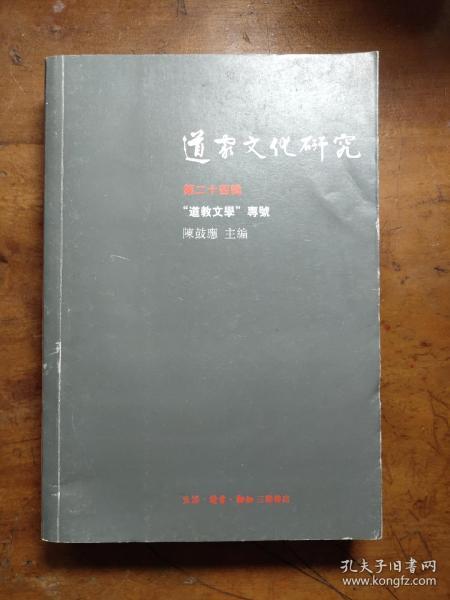 道家文化研究
第二十四輯
“道教文學”專號
陳鼓應 主編
生活·讀書·新知三聯書店
孔夫子旧书网
www.kongfz.com